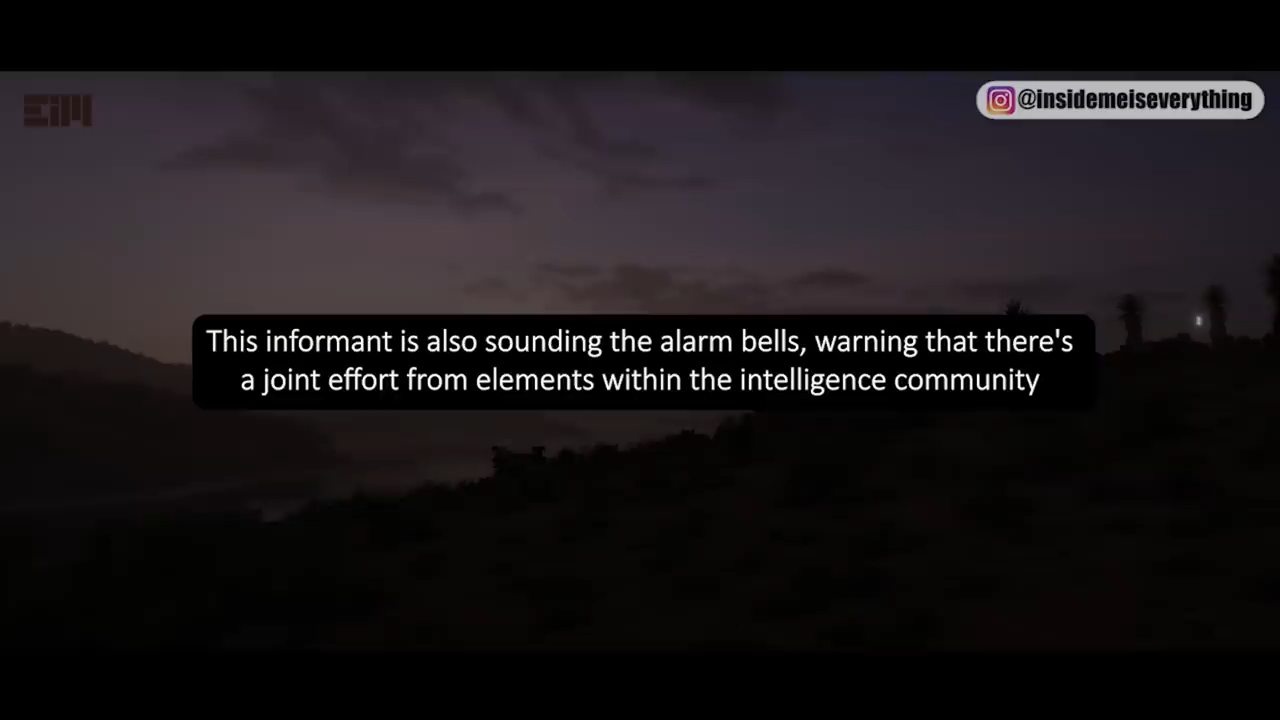 EIM
@insidemeiseverything
This informant is also sounding the alarm bells, warning that there's
a joint effort from elements within the intelligence community